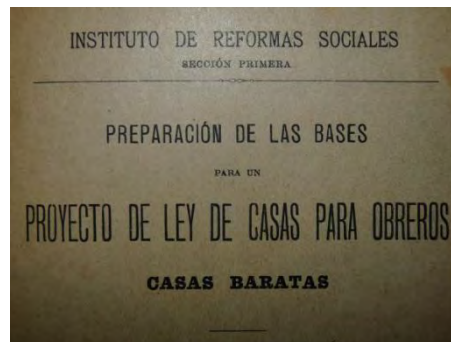 INSTITUTO DE REFORMAS SOCIALES
SECCIÓN PRIMERA
PREPARACIÓN DE LAS BASES
PARA UN
PROYECTO DE LEY DE CASAS PARA OBREROS
CASAS BARATAS